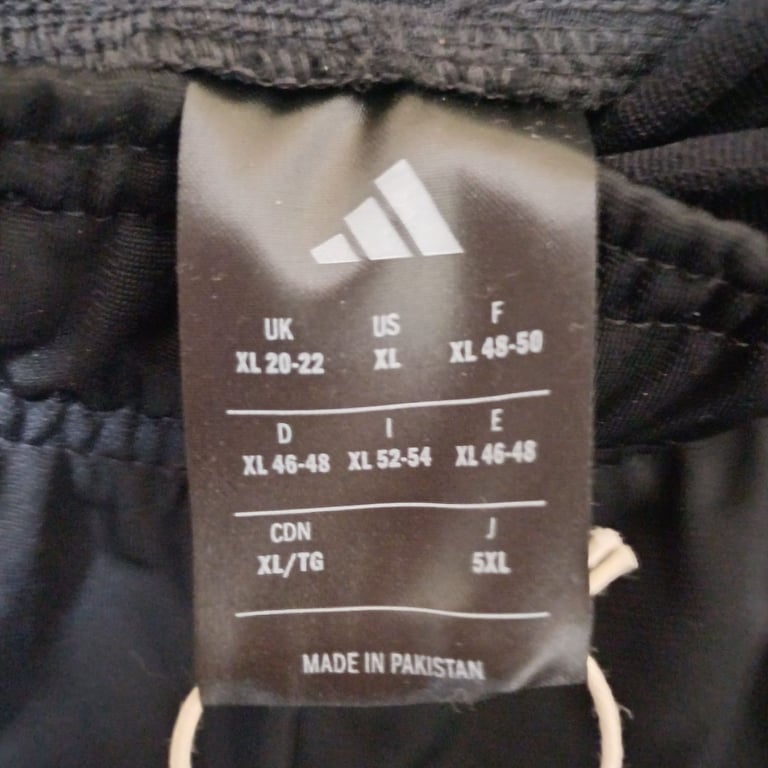 UK US F
XL 20-22 XL XL 48-50
D I E
XL 46-48 XL 52-54 XL 46-48
CDN J
XL/TG 5XL
MADE IN PAKISTAN